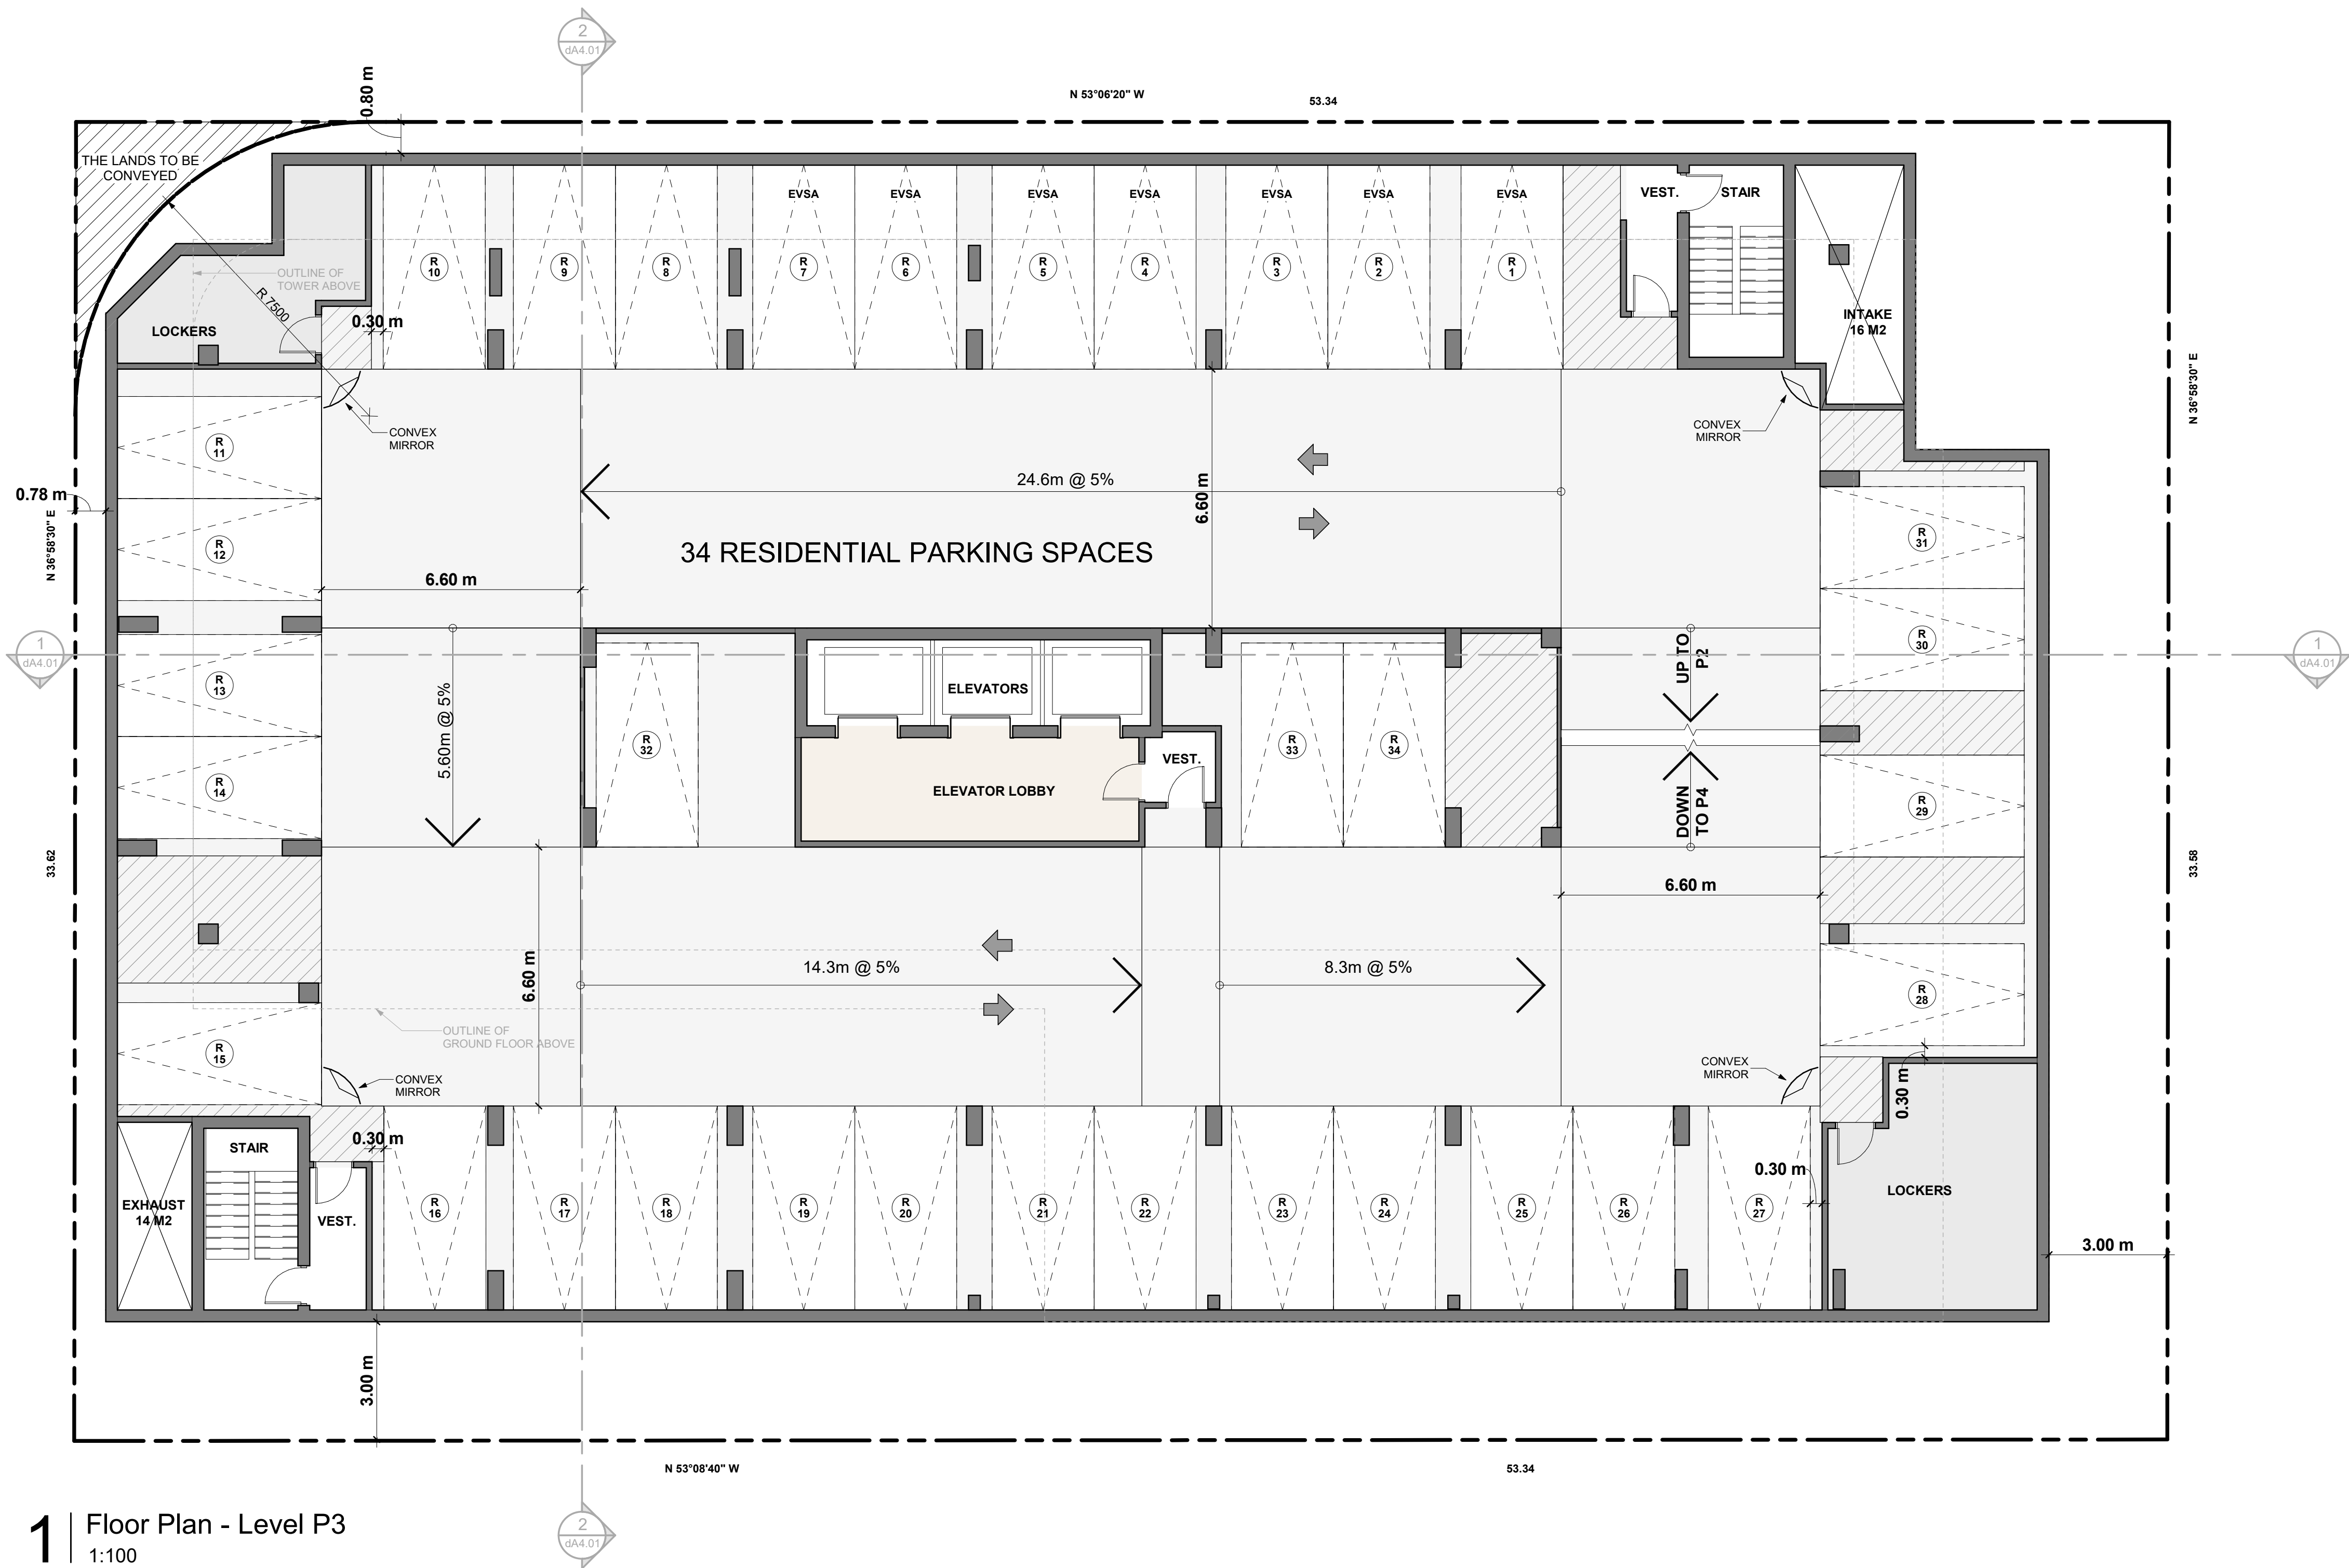 2
dA4.01
0.80 m
N 53°06'20" W
53.34
THE LANDS TO BE
CONVEYED
EVSA
EVSA
EVSA
EVSA
EVSA
EVSA
EVSA
VEST.
STAIR
R
10
R
9
R
8
R
7
R
6
R
5
R
4
R
3
R
2
R
1
OUTLINE OF
TOWER ABOVE
R 7500
LOCKERS
0.30 m
INTAKE
16 M2
N 36°58'30" E
CONVEX
MIRROR
CONVEX
MIRROR
R
11
24.6m @ 5%
6.60 m
0.78 m
N 36°58'30" E
R
12
34 RESIDENTIAL PARKING SPACES
R
31
6.60 m
1
dA4.01
R
30
UP TO
P2
1
dA4.01
R
13
5.60m @ 5%
ELEVATORS
R
32
R
33
R
34
VEST.
R
14
ELEVATOR LOBBY
DOWN
TO P4
R
29
33.62
33.58
6.60 m
6.60 m
14.3m @ 5%
8.3m @ 5%
R
28
OUTLINE OF
GROUND FLOOR ABOVE
R
15
CONVEX
MIRROR
CONVEX
MIRROR
0.30 m
0.30 m
STAIR
0.30 m
EXHAUST
14 M2
VEST.
R
16
R
17
R
18
R
19
R
20
R
21
R
22
R
23
R
24
R
25
R
26
R
27
LOCKERS
3.00 m
3.00 m
N 53°08'40" W
53.34
1
Floor Plan - Level P3
1:100
2
dA4.01